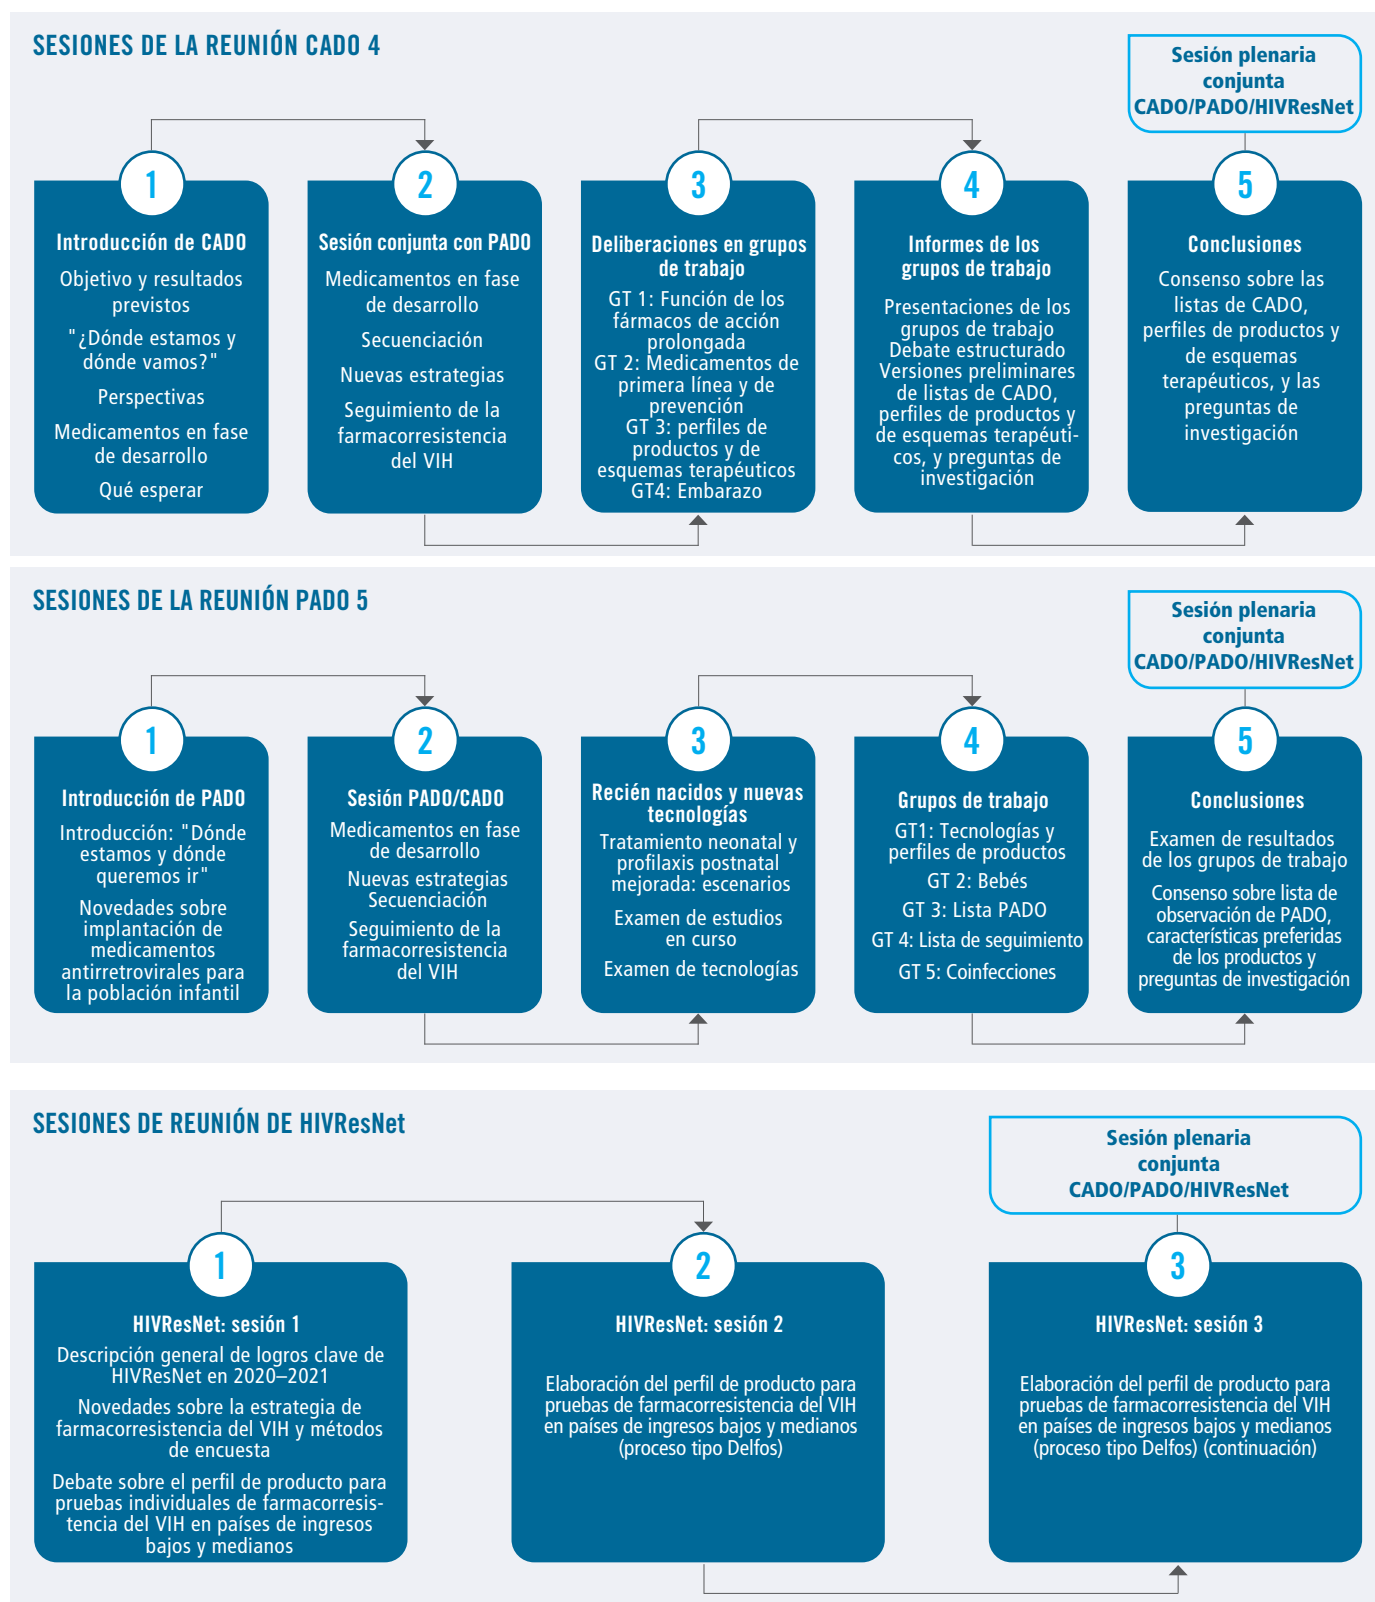 SESIONES DE LA REUNIÓN CADO 4
Sesión plenaria
conjunta
CADO/PADO/HIVResNet
1
Introducción de CADO
Objetivo y resultados
previstos
"¿Dónde estamos y
dónde vamos?"
Perspectivas
Medicamentos en fase
de desarrollo
Qué esperar
2
Sesión conjunta con PADO
Medicamentos en fase
de desarrollo
Secuenciación
Nuevas estrategias
Seguimiento de la
farmacorresistencia
del VIH
3
Deliberaciones en grupos
de trabajo
GT 1: Función de los
fármacos de acción
prolongada
GT 2: Medicamentos de
primera línea y de
prevención
GT 3: perfiles de
productos y de
esquemas terapéuticos
GT4: Embarazo
4
Informes de los
grupos de trabajo
Presentaciones de los
grupos de trabajo
Debate estructurado
Versiones preliminares
de listas de CADO,
perfiles de productos y
de esquemas terapéuti-
cos, y preguntas de
investigación
5
Conclusiones
Consenso sobre las
listas de CADO,
perfiles de productos y
de esquemas
terapéuticos, y las
preguntas de
investigación
SESIONES DE LA REUNIÓN PADO 5
Sesión plenaria
conjunta
CADO/PADO/HIVResNet
1
Introducción de PADO
Introducción: "Dónde
estamos y dónde
queremos ir"
Novedades sobre
implantación de
medicamentos
antirretrovirales para
la población infantil
2
Sesión PADO/CADO
Medicamentos en fase
de desarrollo
Nuevas estrategias
Secuenciación
Seguimiento de la
farmacorresistencia
del VIH
3
Recién nacidos y nuevas
tecnologías
Tratamiento neonatal y
profilaxis postnatal
mejorada: escenarios
Examen de estudios
en curso
Examen de tecnologías
4
Grupos de trabajo
GT1: Tecnologías y
perfiles de productos
GT 2: Bebés
GT 3: Lista PADO
GT 4: Lista de seguimiento
GT 5: Coinfecciones
5
Conclusiones
Examen de resultados
de los grupos de trabajo
Consenso sobre lista de
observación de PADO,
características preferidas
de los productos y
preguntas de investigación
SESIONES DE REUNIÓN DE HIVResNet
Sesión plenaria
conjunta
CADO/PADO/HIVResNet
1
HIVResNet: sesión 1
Descripción general de logros clave de
HIVResNet en 2020–2021
Novedades sobre la estrategia de
farmacorresistencia del VIH y métodos
de encuesta
Debate sobre el perfil de producto para
pruebas individuales de farmacorresis-
tencia del VIH en países de ingresos
bajos y medianos
2
HIVResNet: sesión 2
Elaboración del perfil de producto para
pruebas de farmacorresistencia del VIH
en países de ingresos bajos y medianos
(proceso tipo Delfos)
3
HIVResNet: sesión 3
Elaboración del perfil de producto para
pruebas de farmacorresistencia del VIH
en países de ingresos bajos y medianos
(proceso tipo Delfos) (continuación)